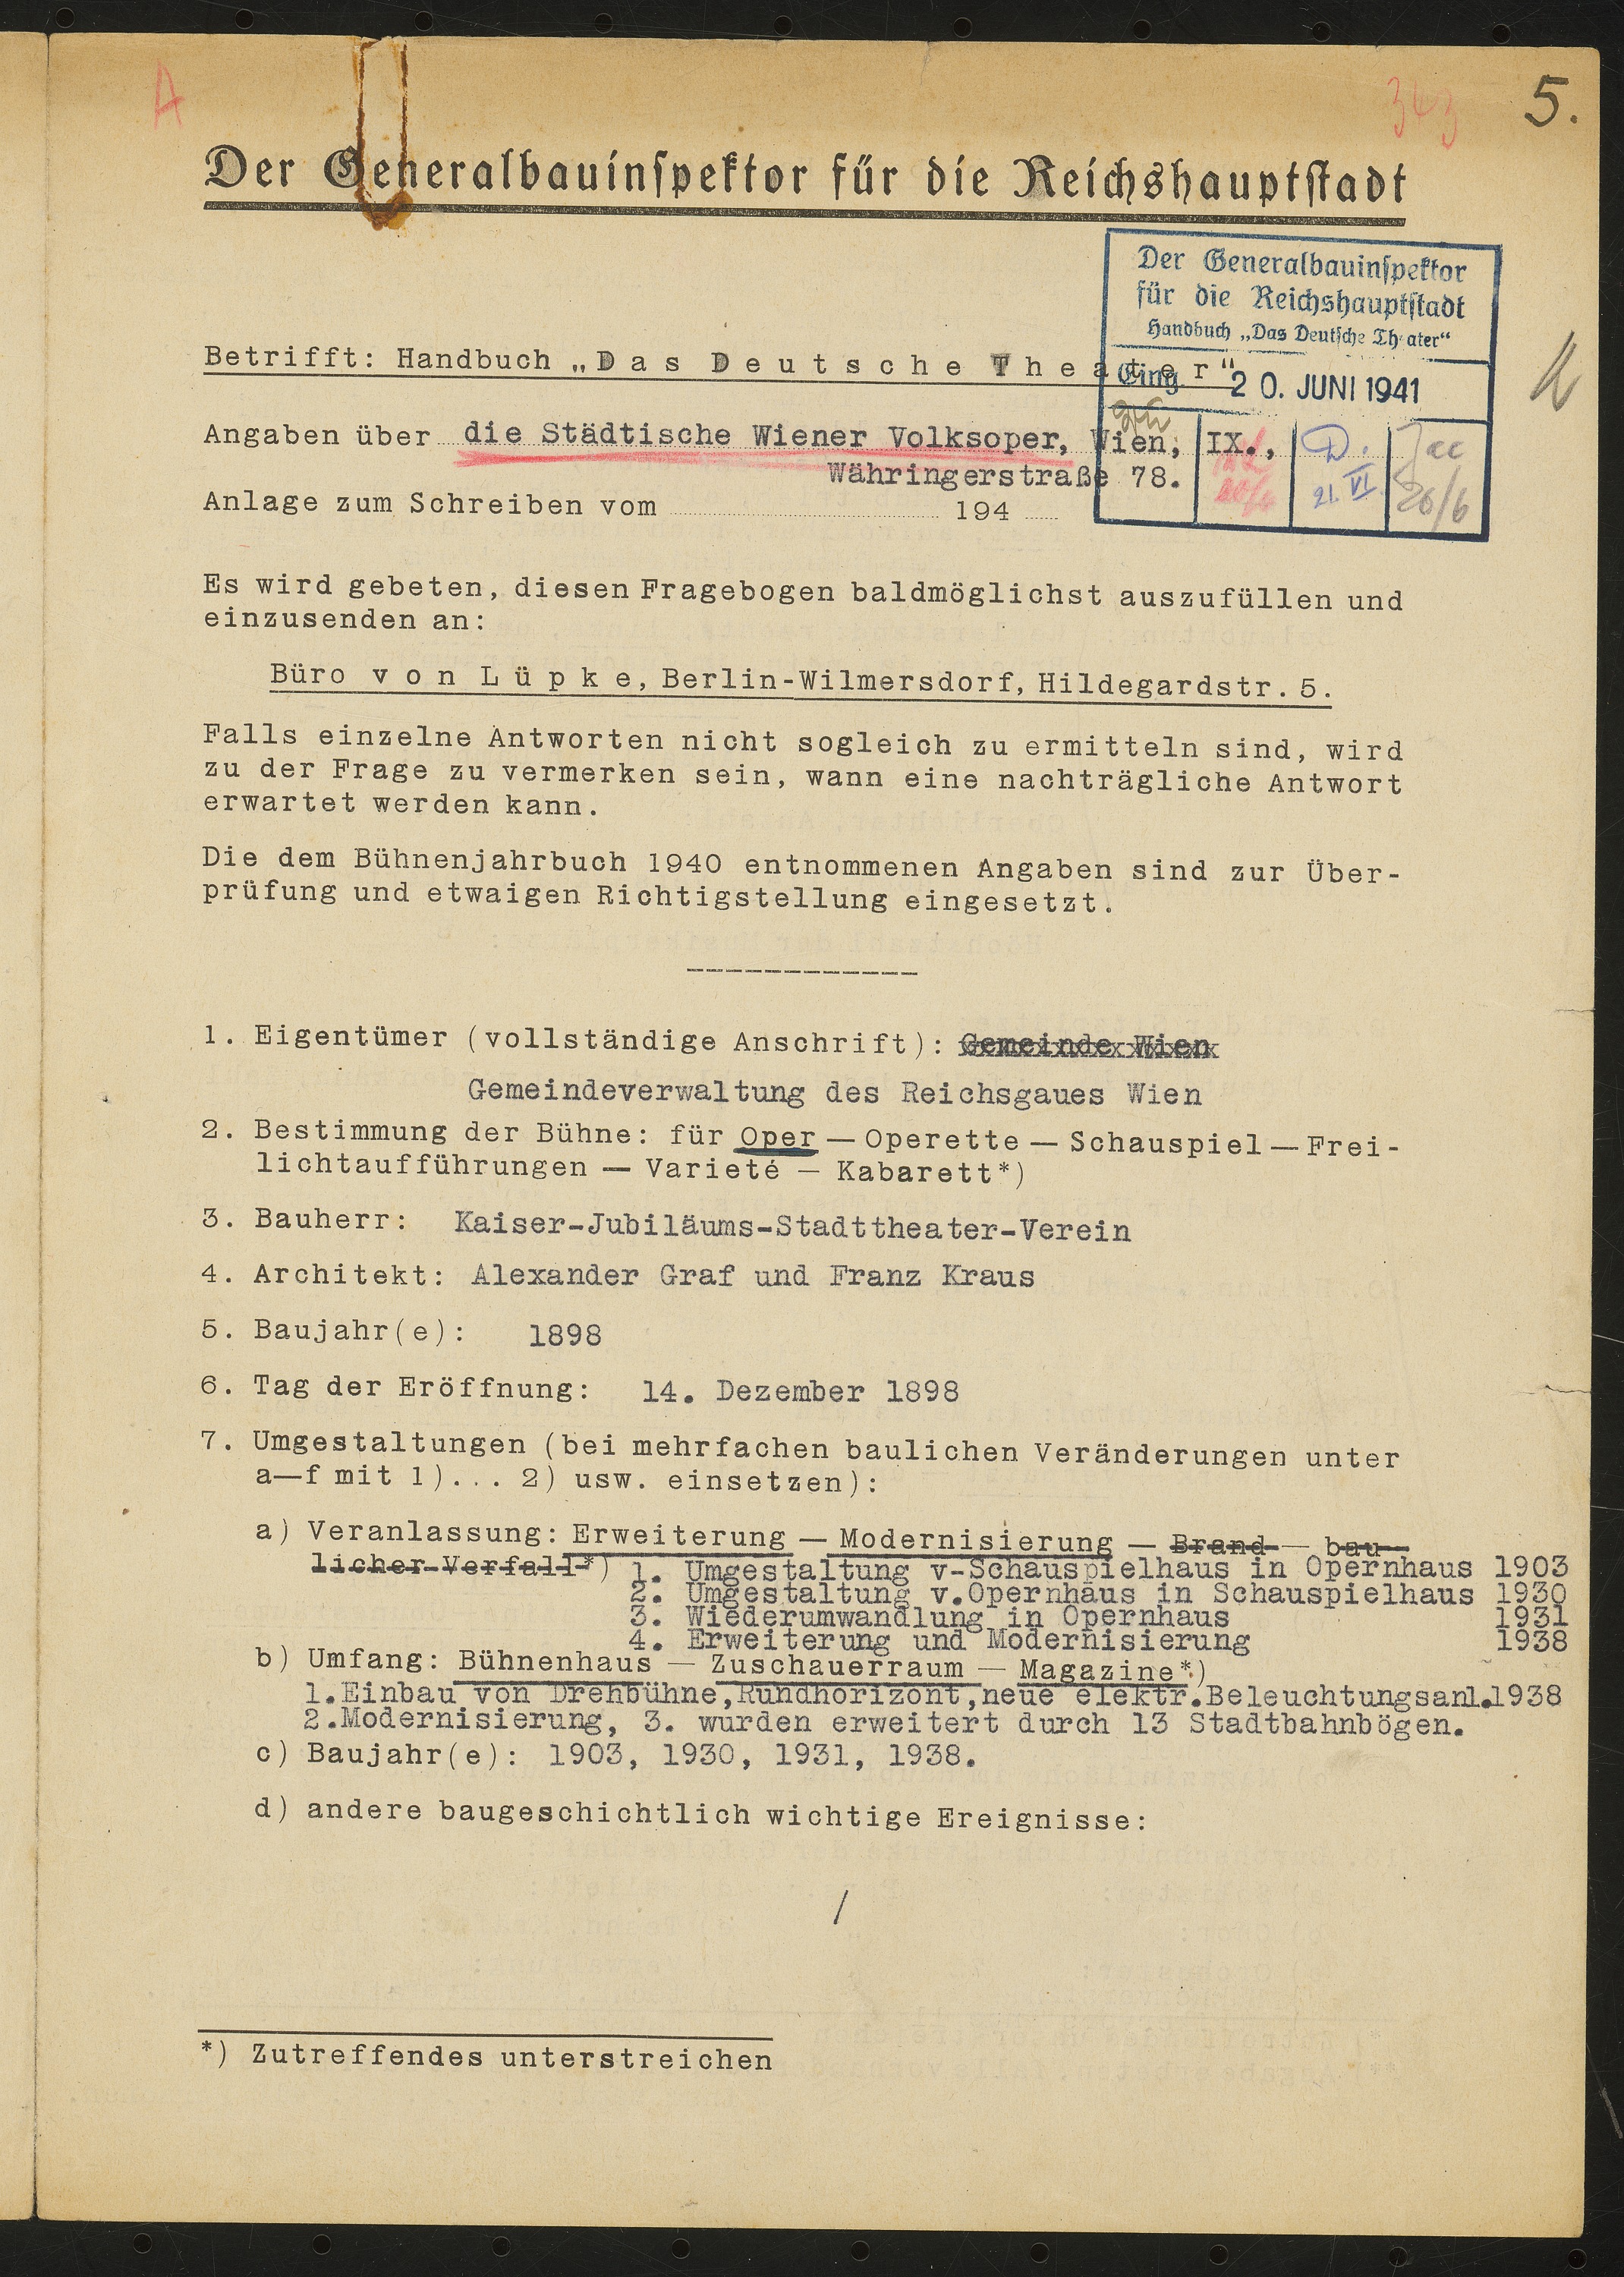 A
343
5.
Der Generalbauinspektor für die Reichshauptstadt
Der Generalbauinspektor
für die Reichshauptstadt
Handbuch „Das Deutsche Theater“
Eing. 20. JUNI 1941
D.
21. VI.
20/6
Betrifft: Handbuch „Das Deutsche Theater“
Angaben über die Städtische Wiener Volksoper, Wien, IX.,
Währingerstraße 78.
Anlage zum Schreiben vom 194
Es wird gebeten, diesen Fragebogen baldmöglichst auszufüllen und
einzusenden an:
Büro von Lüpke, Berlin-Wilmersdorf, Hildegardstr. 5.
Falls einzelne Antworten nicht sogleich zu ermitteln sind, wird
zu der Frage zu vermerken sein, wann eine nachträgliche Antwort
erwartet werden kann.
Die dem Bühnenjahrbuch 1940 entnommenen Angaben sind zur Über-
prüfung und etwaigen Richtigstellung eingesetzt.
1. Eigentümer (vollständige Anschrift): Gemeinde Wien
Gemeindeverwaltung des Reichsgaues Wien
2. Bestimmung der Bühne: für Oper — Operette — Schauspiel — Frei-
lichtaufführungen — Varieté — Kabarett*)
3. Bauherr: Kaiser-Jubiläums-Stadttheater-Verein
4. Architekt: Alexander Graf und Franz Kraus
5. Baujahr(e): 1898
6. Tag der Eröffnung: 14. Dezember 1898
7. Umgestaltungen (bei mehrfachen baulichen Veränderungen unter
a—f mit 1)... 2) usw. einsetzen):
a) Veranlassung: Erweiterung — Modernisierung — Brand — bau-
licher Verfall*) 1. Umgestaltung v-Schauspielhaus in Opernhaus 1903
2. Umgestaltung v.Opernhaus in Schauspielhaus 1930
3. Wiederumwandlung in Opernhaus 1931
4. Erweiterung und Modernisierung 1938
b) Umfang: Bühnenhaus — Zuschauerraum — Magazine*)
1.Einbau von Drehbühne,Rundhorizont,neue elektr.Beleuchtungsanl.1938
2.Modernisierung, 3. wurden erweitert durch 13 Stadtbahnbögen.
c) Baujahr(e): 1903, 1930, 1931, 1938.
d) andere baugeschichtlich wichtige Ereignisse:
/
*) Zutreffendes unterstreichen